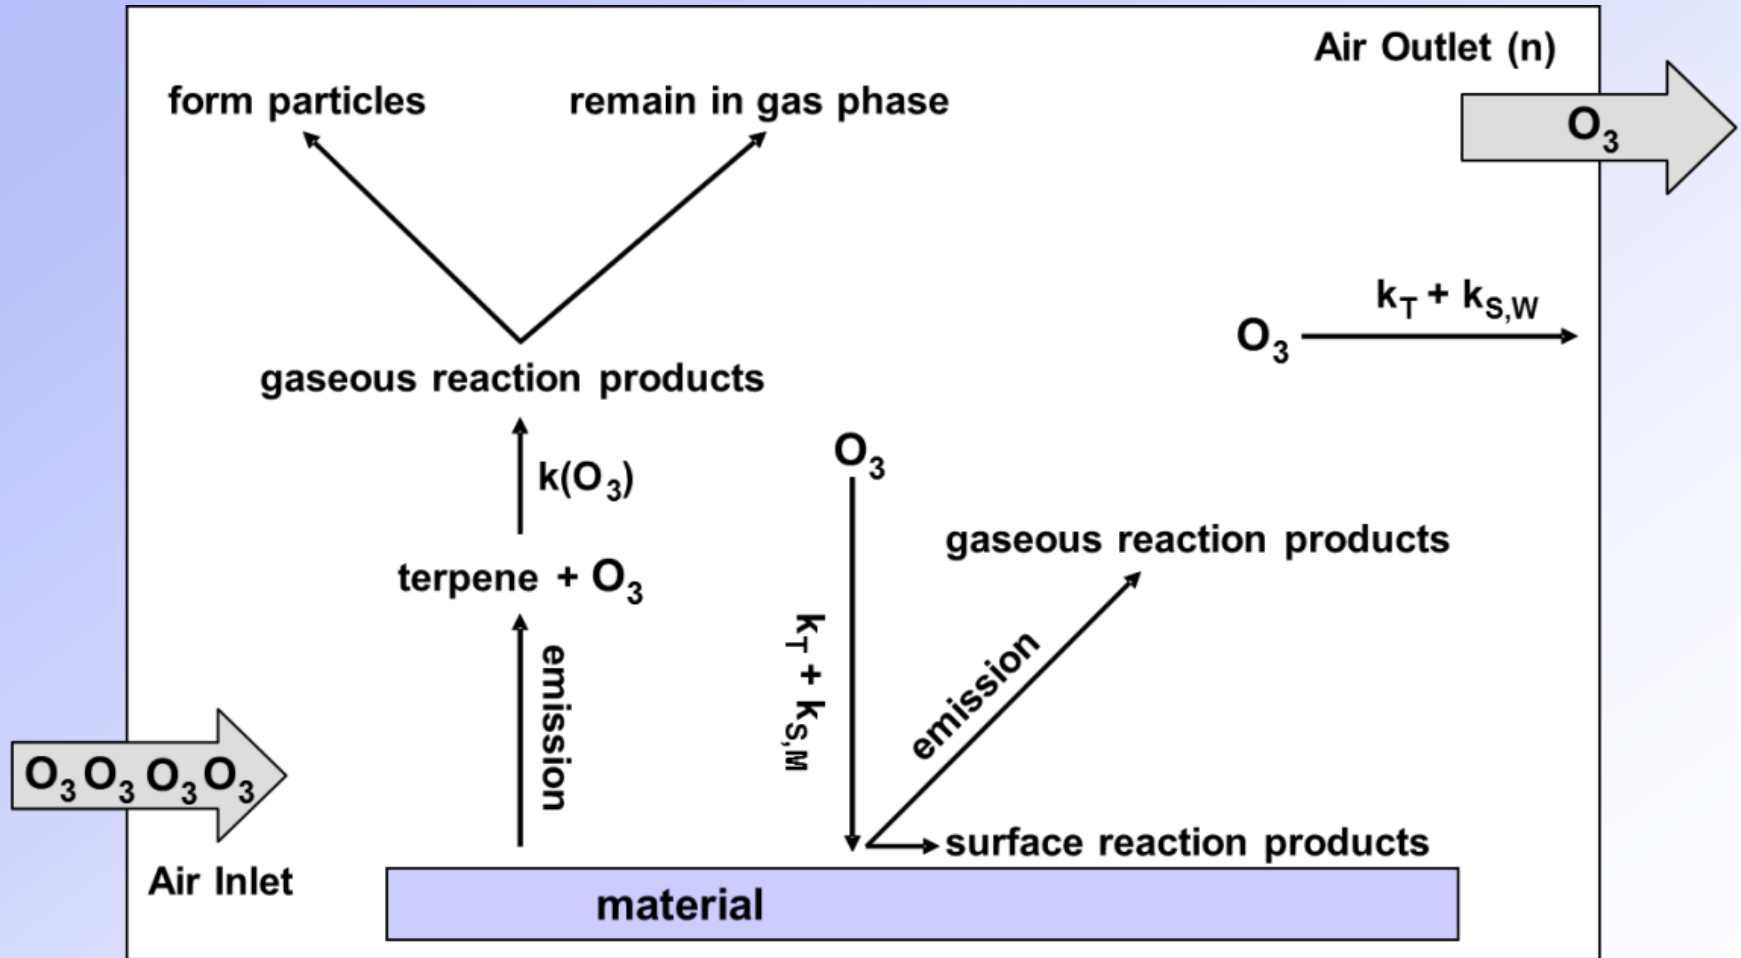 Air Outlet (n)
O3
form particles
remain in gas phase
kT + kS,W
O3
gaseous reaction products
k(O3)
O3
terpene + O3
gaseous reaction products
emission
kT + kS,M
emission
O3 O3 O3 O3
surface reaction products
Air Inlet
material